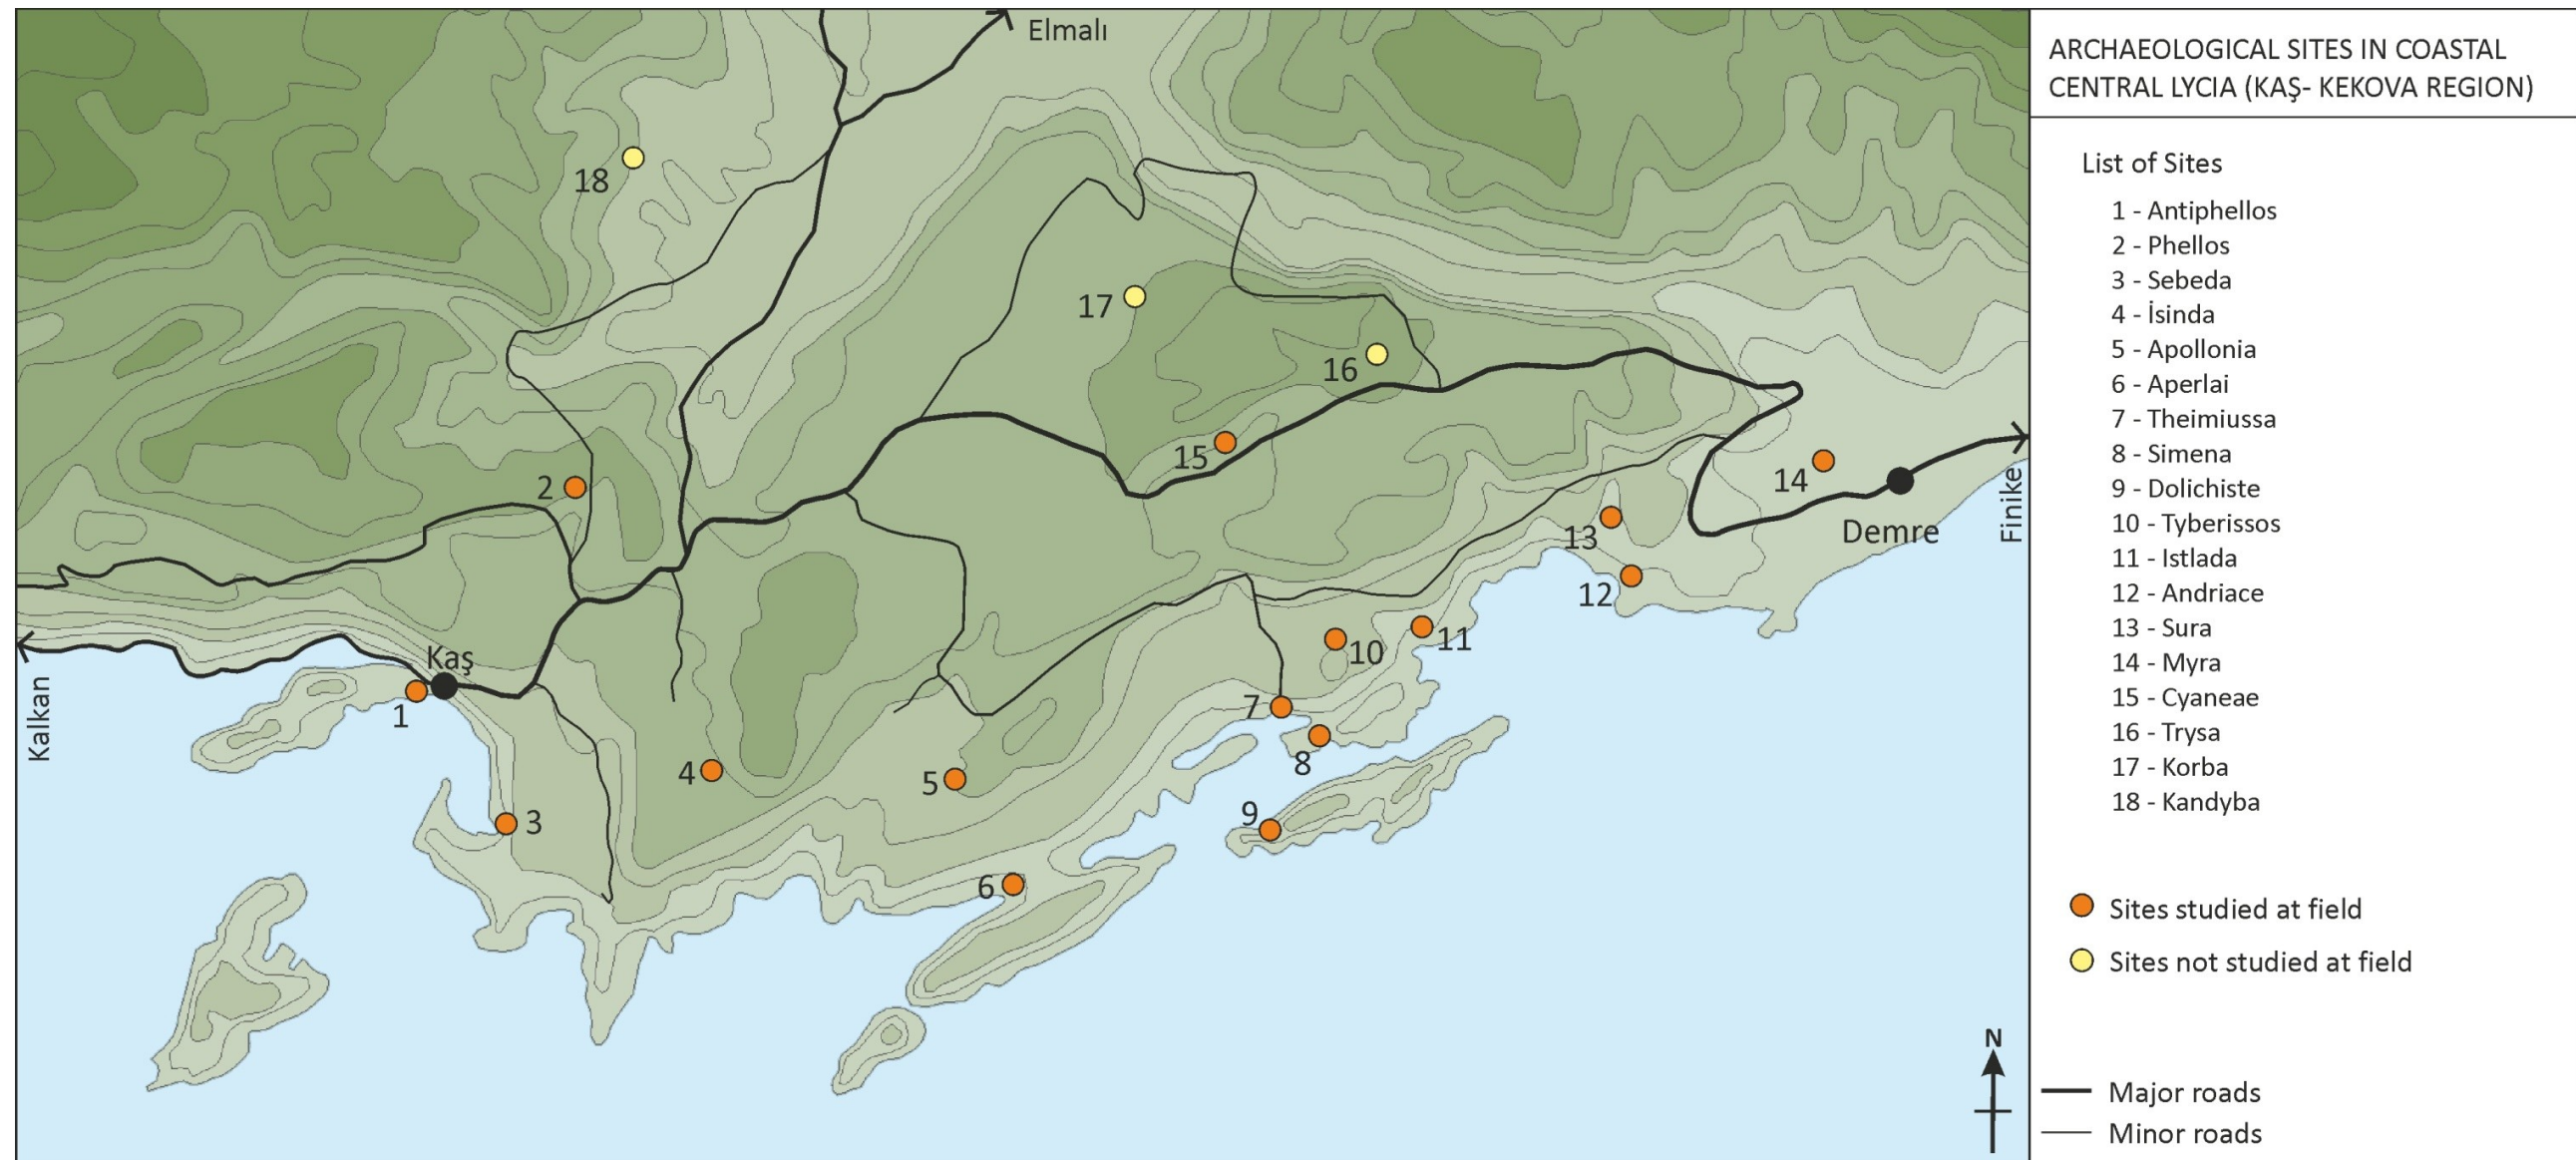 Elmalı
18
17
16
2
15
14
Demre
Finike
13
12
Kaş
10
11
1
7
Kalkan
4
5
8
3
9
6
N
ARCHAEOLOGICAL SITES IN COASTAL
CENTRAL LYCIA (KAŞ- KEKOVA REGION)
List of Sites
1 - Antiphellos
2 - Phellos
3 - Sebeda
4 - İsinda
5 - Apollonia
6 - Aperlai
7 - Theimiussa
8 - Simena
9 - Dolichiste
10 - Tyberissos
11 - Istlada
12 - Andriace
13 - Sura
14 - Myra
15 - Cyaneae
16 - Trysa
17 - Korba
18 - Kandyba
Sites studied at field
Sites not studied at field
Major roads
Minor roads